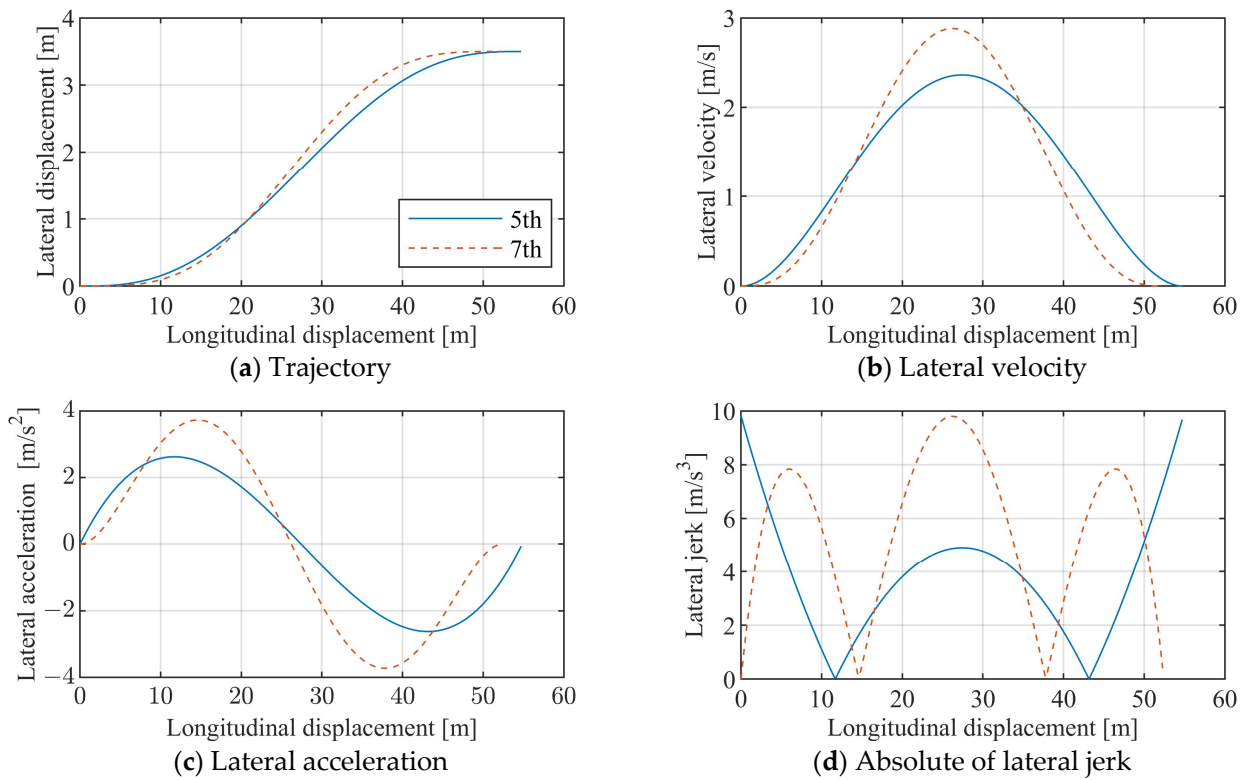 4
3
2
1
0
Lateral displacement [m]
5th
7th
0 10 20 30 40 50 60
Longitudinal displacement [m]
(a) Trajectory
3
2
1
0
Lateral velocity [m/s]
0 10 20 30 40 50 60
Longitudinal displacement [m]
(b) Lateral velocity
4
2
0
−2
−4
Lateral acceleration [m/s²]
0 10 20 30 40 50 60
Longitudinal displacement [m]
(c) Lateral acceleration
10
8
6
4
2
0
Lateral jerk [m/s³]
0 10 20 30 40 50 60
Longitudinal displacement [m]
(d) Absolute of lateral jerk